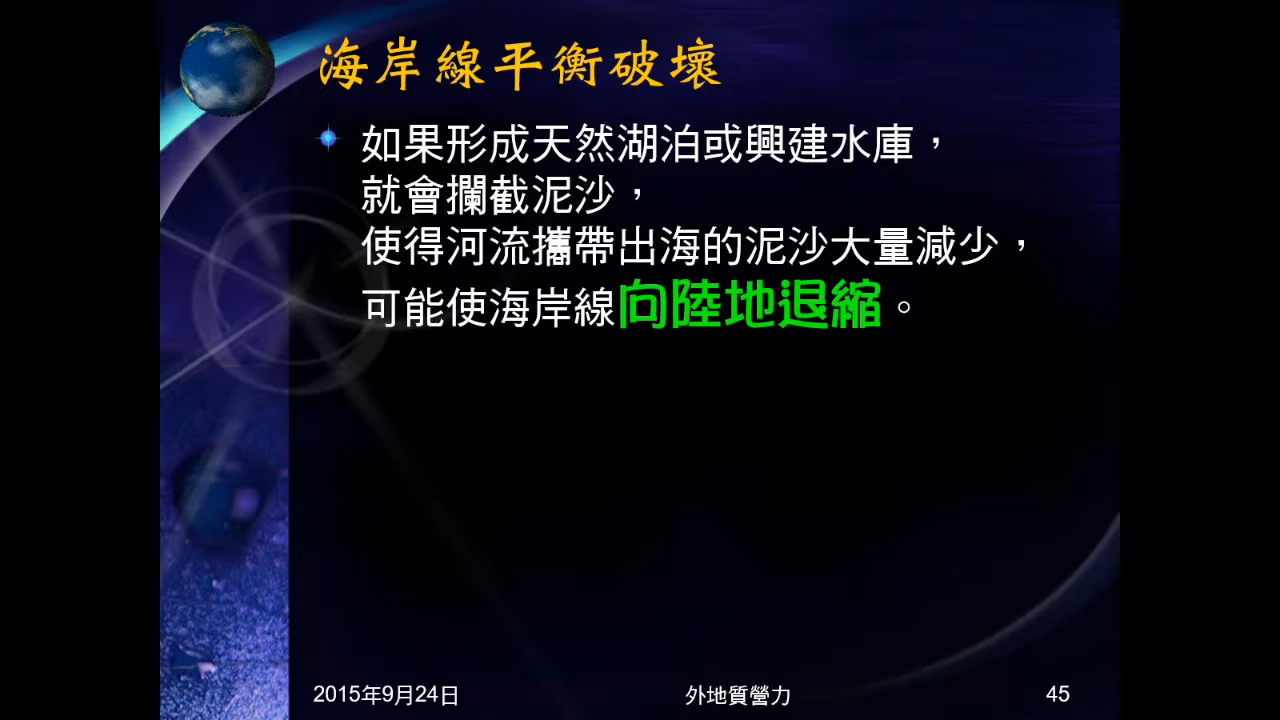 海岸線平衡破壞
如果形成天然湖泊或興建水庫，
就會攔截泥沙，
使得河流攜帶出海的泥沙大量減少，
可能使海岸線向陸地退縮。
2015年9月24日
外地質營力
45